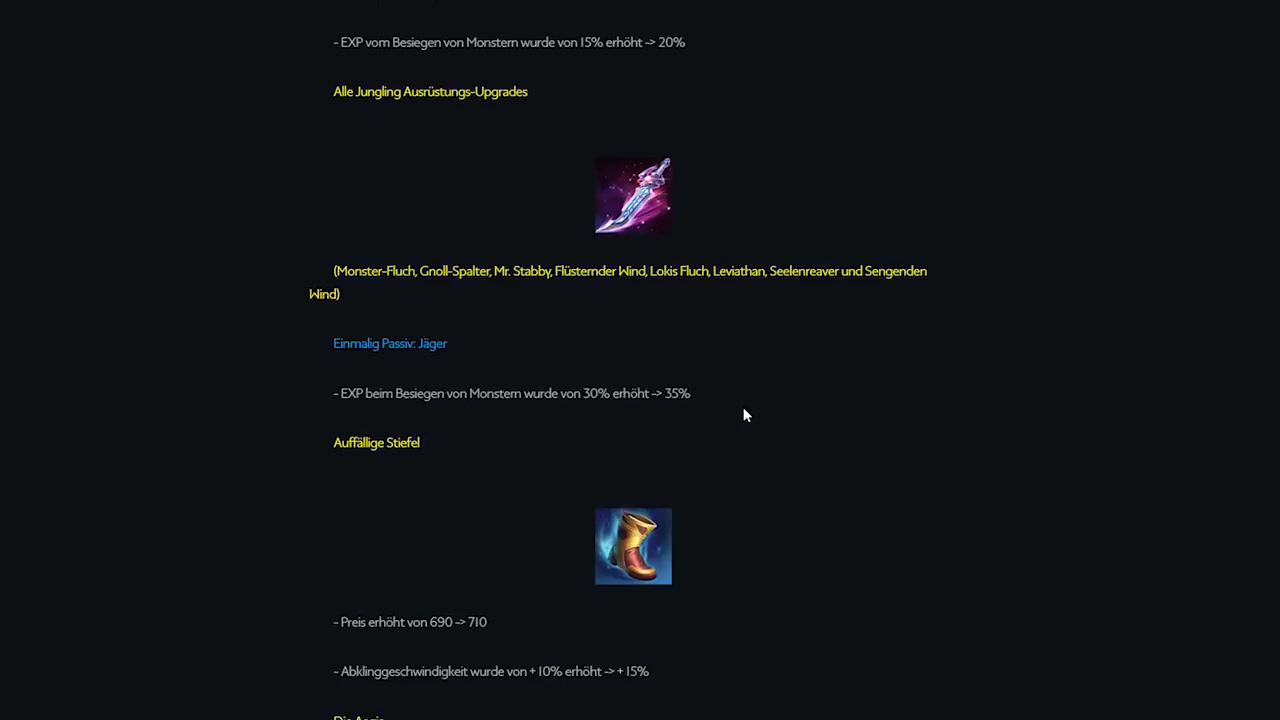 - EXP vom Besiegen von Monstern wurde von 15% erhöht -> 20%
Alle Jungling Ausrüstungs-Upgrades
(Monster-Fluch, Gnoll-Spalter, Mr. Stabby, Flüsternder Wind, Lokis Fluch, Leviathan, Seelenreaver und Sengenden
Wind)
Einmalig Passiv: Jäger
- EXP beim Besiegen von Monstern wurde von 30% erhöht -> 35%
Auffällige Stiefel
- Preis erhöht von 690 -> 710
- Abklinggeschwindigkeit wurde von + 10% erhöht -> + 15%
Die Aegis